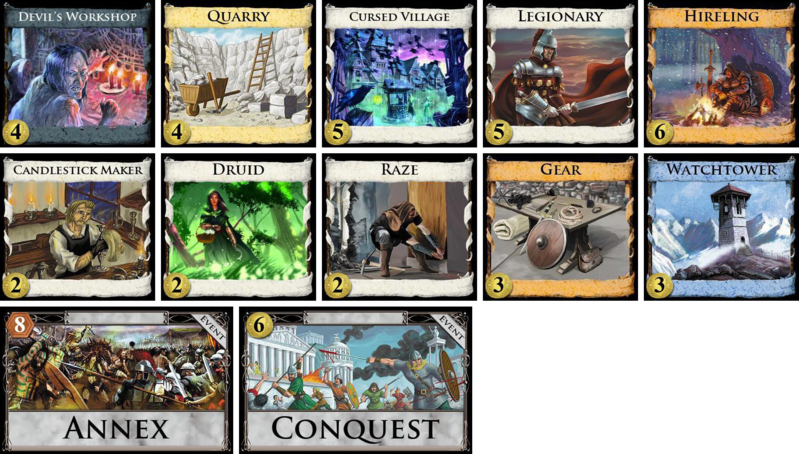 DEVIL'S WORKSHOP
4
QUARRY
4
CURSED VILLAGE
5
LEGIONARY
5
HIRELING
6
CANDLESTICK MAKER
2
DRUID
2
RAZE
2
GEAR
3
WATCHTOWER
3
8
EVENT
ANNEX
6
EVENT
CONQUEST